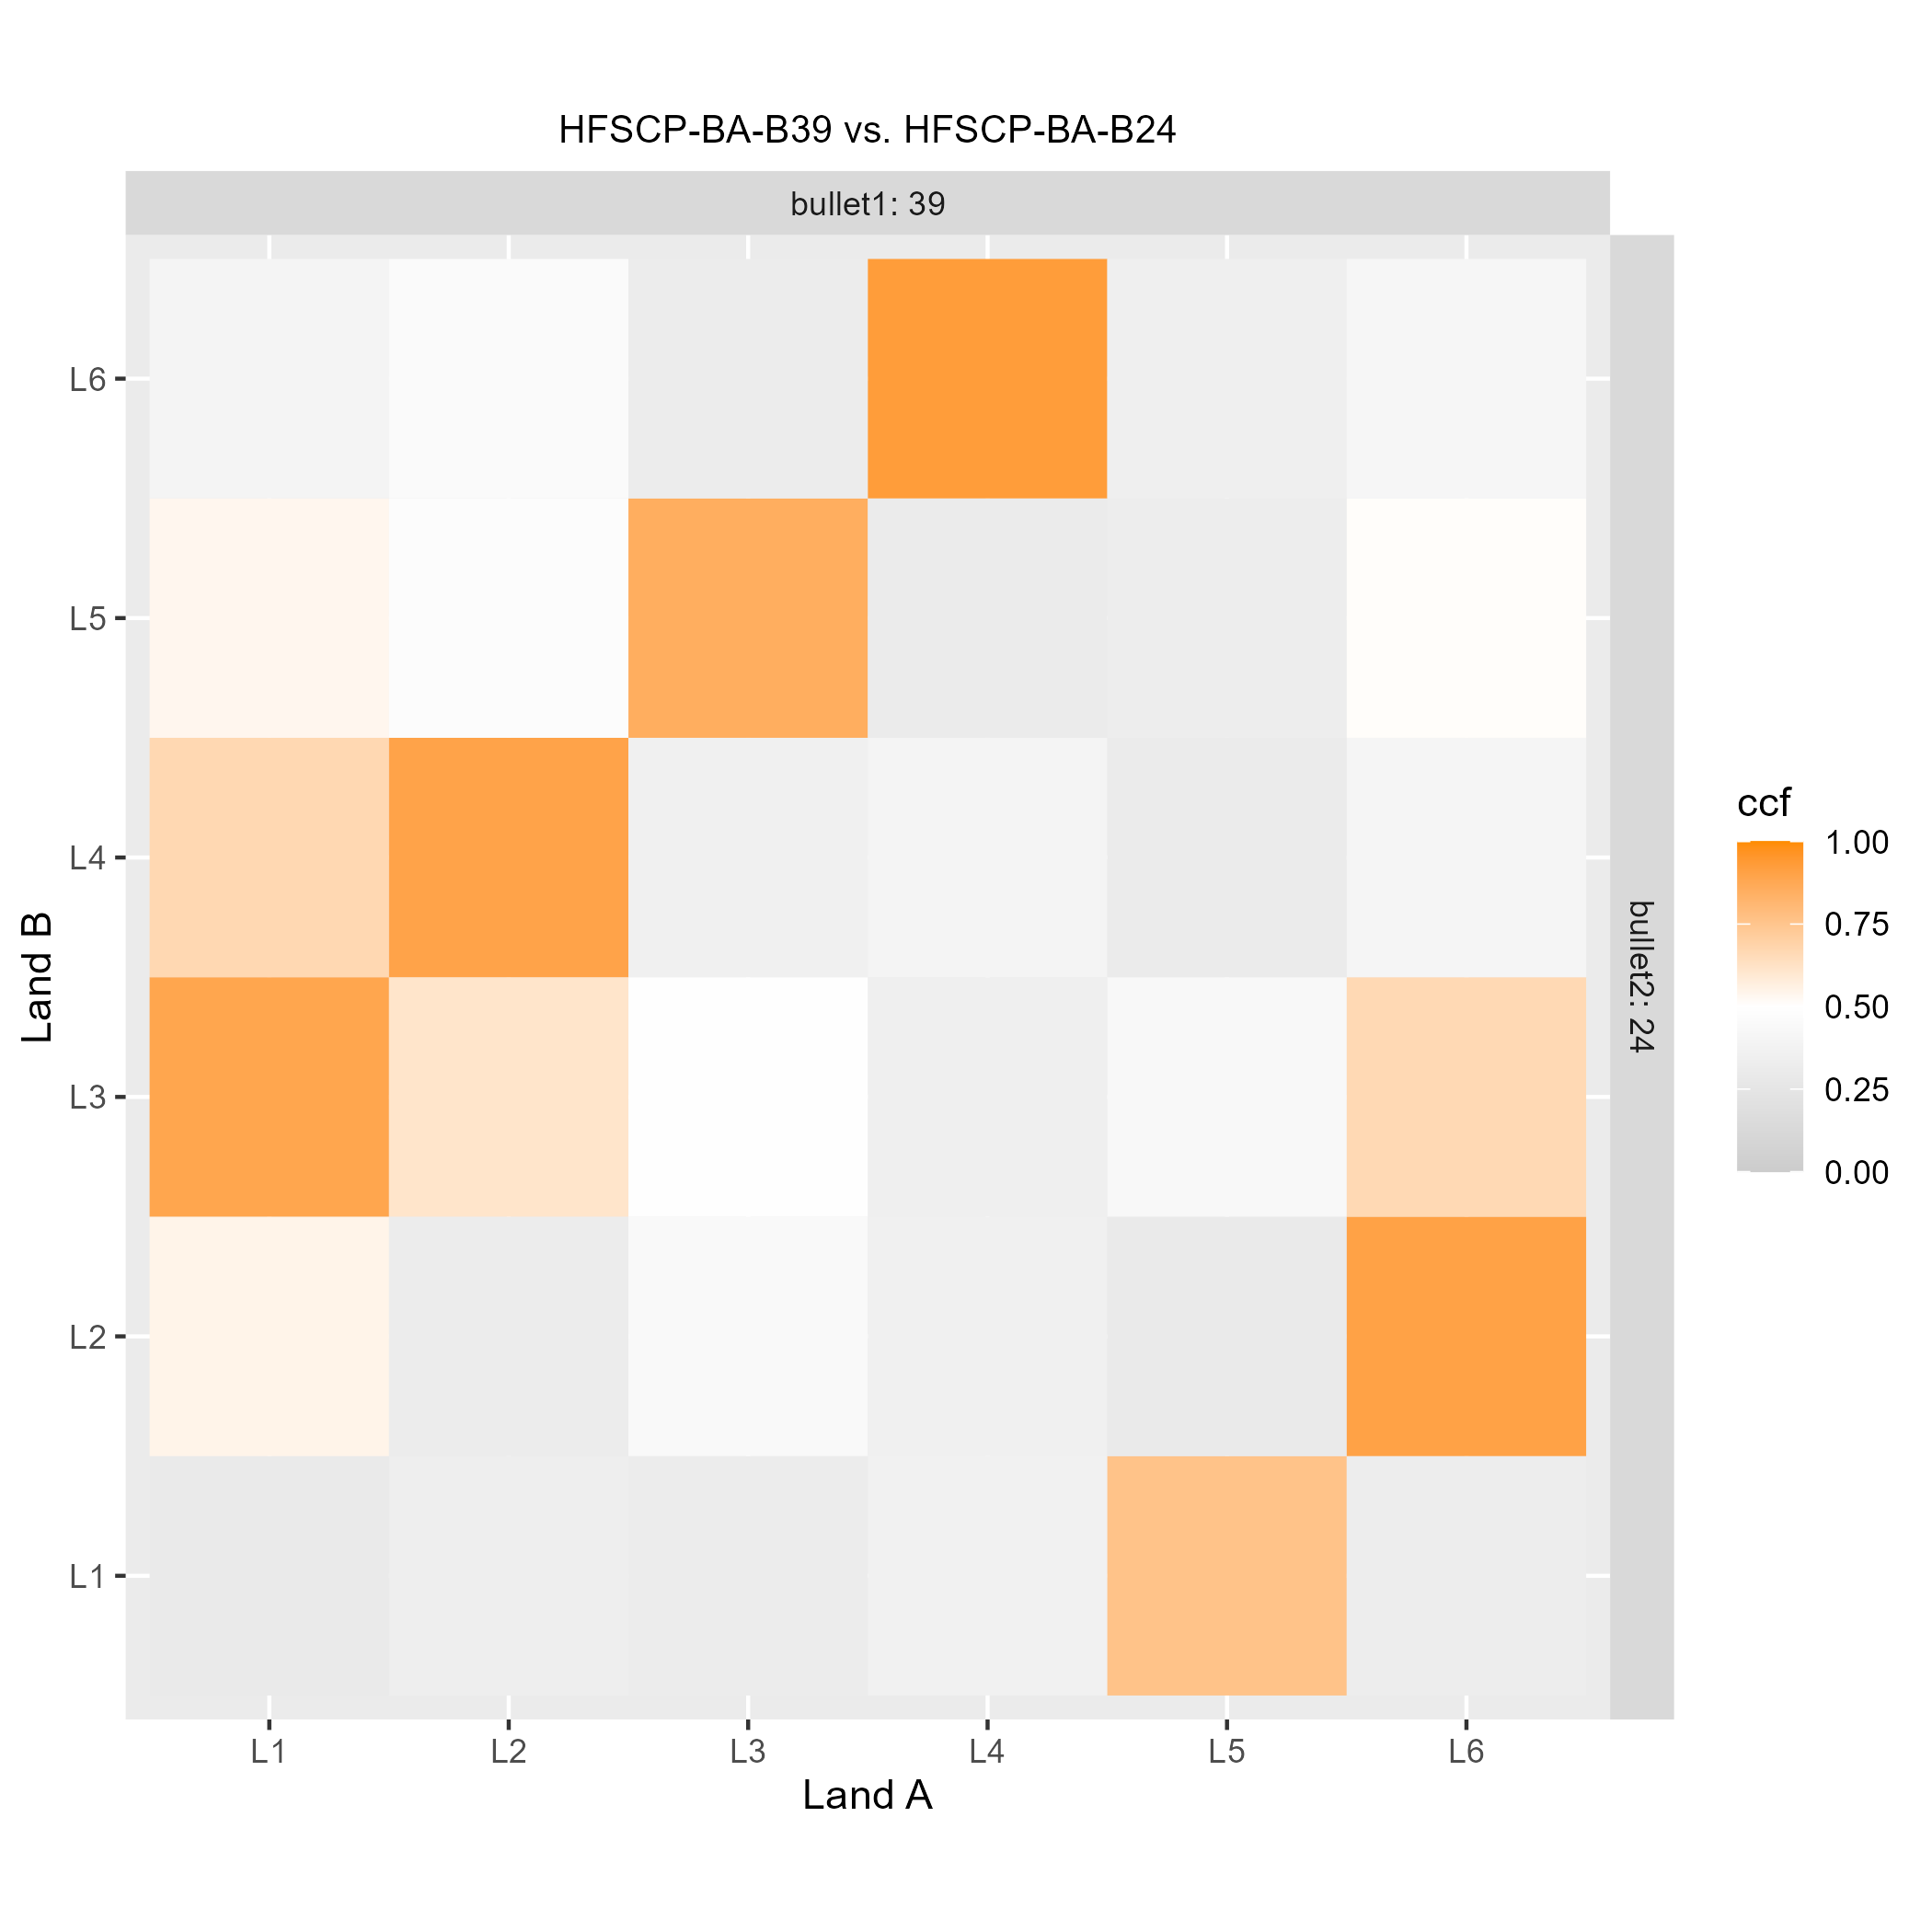 HFSCP-BA-B39 vs. HFSCP-BA-B24
bullet1: 39
L6
L5
L4
L3
L2
L1
Land B
bullet2: 24
L1 L2 L3 L4 L5 L6
Land A
ccf
1.00
0.75
0.50
0.25
0.00